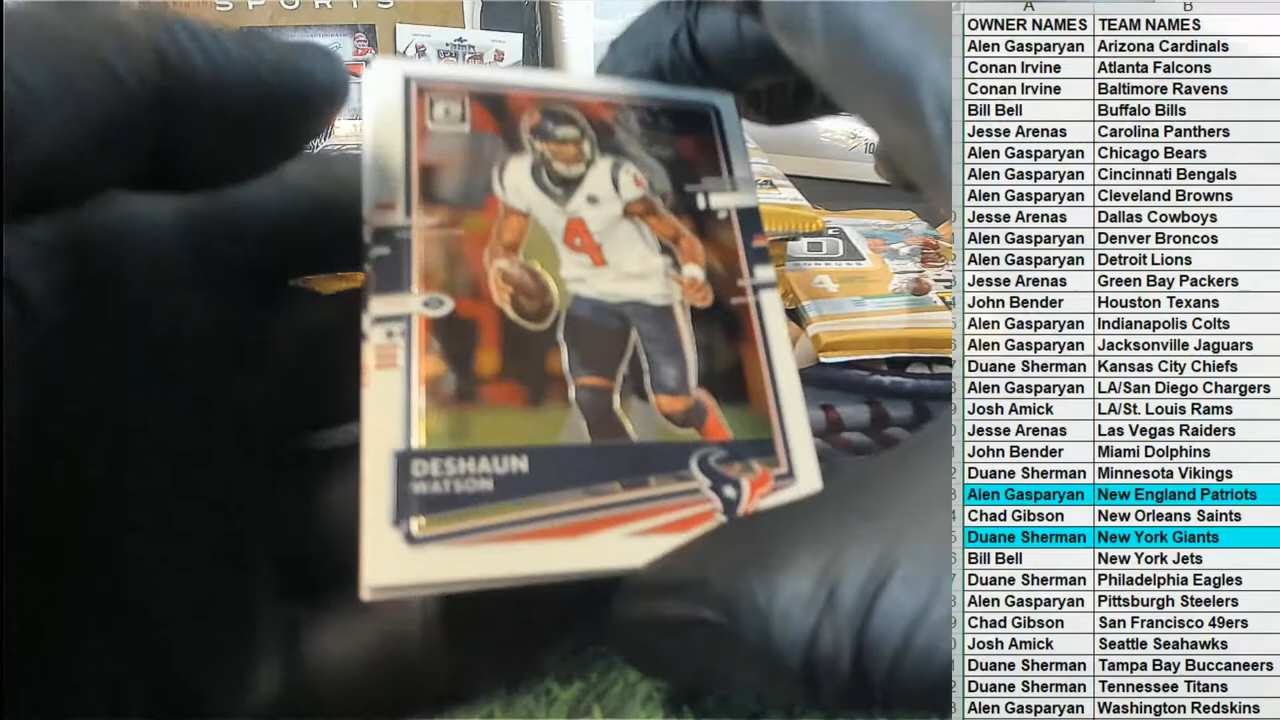 SPORTS
10
4
4
DESHAUN
WATSON
A B
OWNER NAMES TEAM NAMES
Alen Gasparyan Arizona Cardinals
Conan Irvine Atlanta Falcons
Conan Irvine Baltimore Ravens
Bill Bell Buffalo Bills
Jesse Arenas Carolina Panthers
Alen Gasparyan Chicago Bears
Alen Gasparyan Cincinnati Bengals
Alen Gasparyan Cleveland Browns
Jesse Arenas Dallas Cowboys
Alen Gasparyan Denver Broncos
Alen Gasparyan Detroit Lions
Jesse Arenas Green Bay Packers
John Bender Houston Texans
Alen Gasparyan Indianapolis Colts
Alen Gasparyan Jacksonville Jaguars
Duane Sherman Kansas City Chiefs
Alen Gasparyan LA/San Diego Chargers
Josh Amick LA/St. Louis Rams
Jesse Arenas Las Vegas Raiders
John Bender Miami Dolphins
Duane Sherman Minnesota Vikings
Alen Gasparyan New England Patriots
Chad Gibson New Orleans Saints
Duane Sherman New York Giants
Bill Bell New York Jets
Duane Sherman Philadelphia Eagles
Alen Gasparyan Pittsburgh Steelers
Chad Gibson San Francisco 49ers
Josh Amick Seattle Seahawks
Duane Sherman Tampa Bay Buccaneers
Duane Sherman Tennessee Titans
Alen Gasparyan Washington Redskins